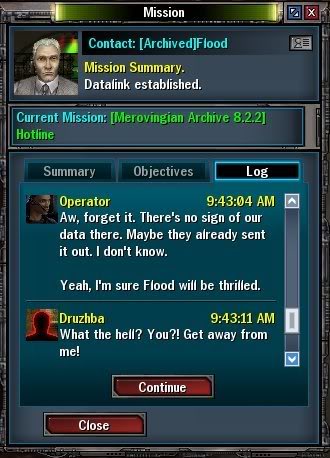 Mission
Contact: [Archived]Flood
Mission Summary.
Datalink established.
Current Mission: [Merovingian Archive 8.2.2]
Hotline
Summary
Objectives
Log
Operator 9:43:04 AM
Aw, forget it. There's no sign of our
data there. Maybe they already sent
it out. I don't know.
Yeah, I'm sure Flood will be thrilled.
Druzhba 9:43:11 AM
What the hell? You?! Get away from
me!
Continue
Close